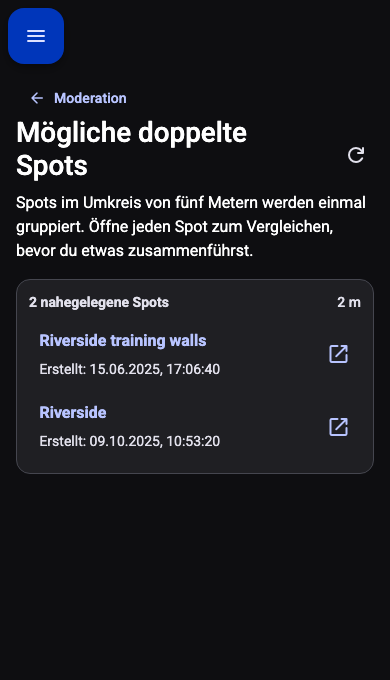 Moderation
Mögliche doppelte
Spots
Spots im Umkreis von fünf Metern werden einmal
gruppiert. Öffne jeden Spot zum Vergleichen,
bevor du etwas zusammenführst.
2 nahegelegene Spots 2 m
Riverside training walls
Erstellt: 15.06.2025, 17:06:40
Riverside
Erstellt: 09.10.2025, 10:53:20